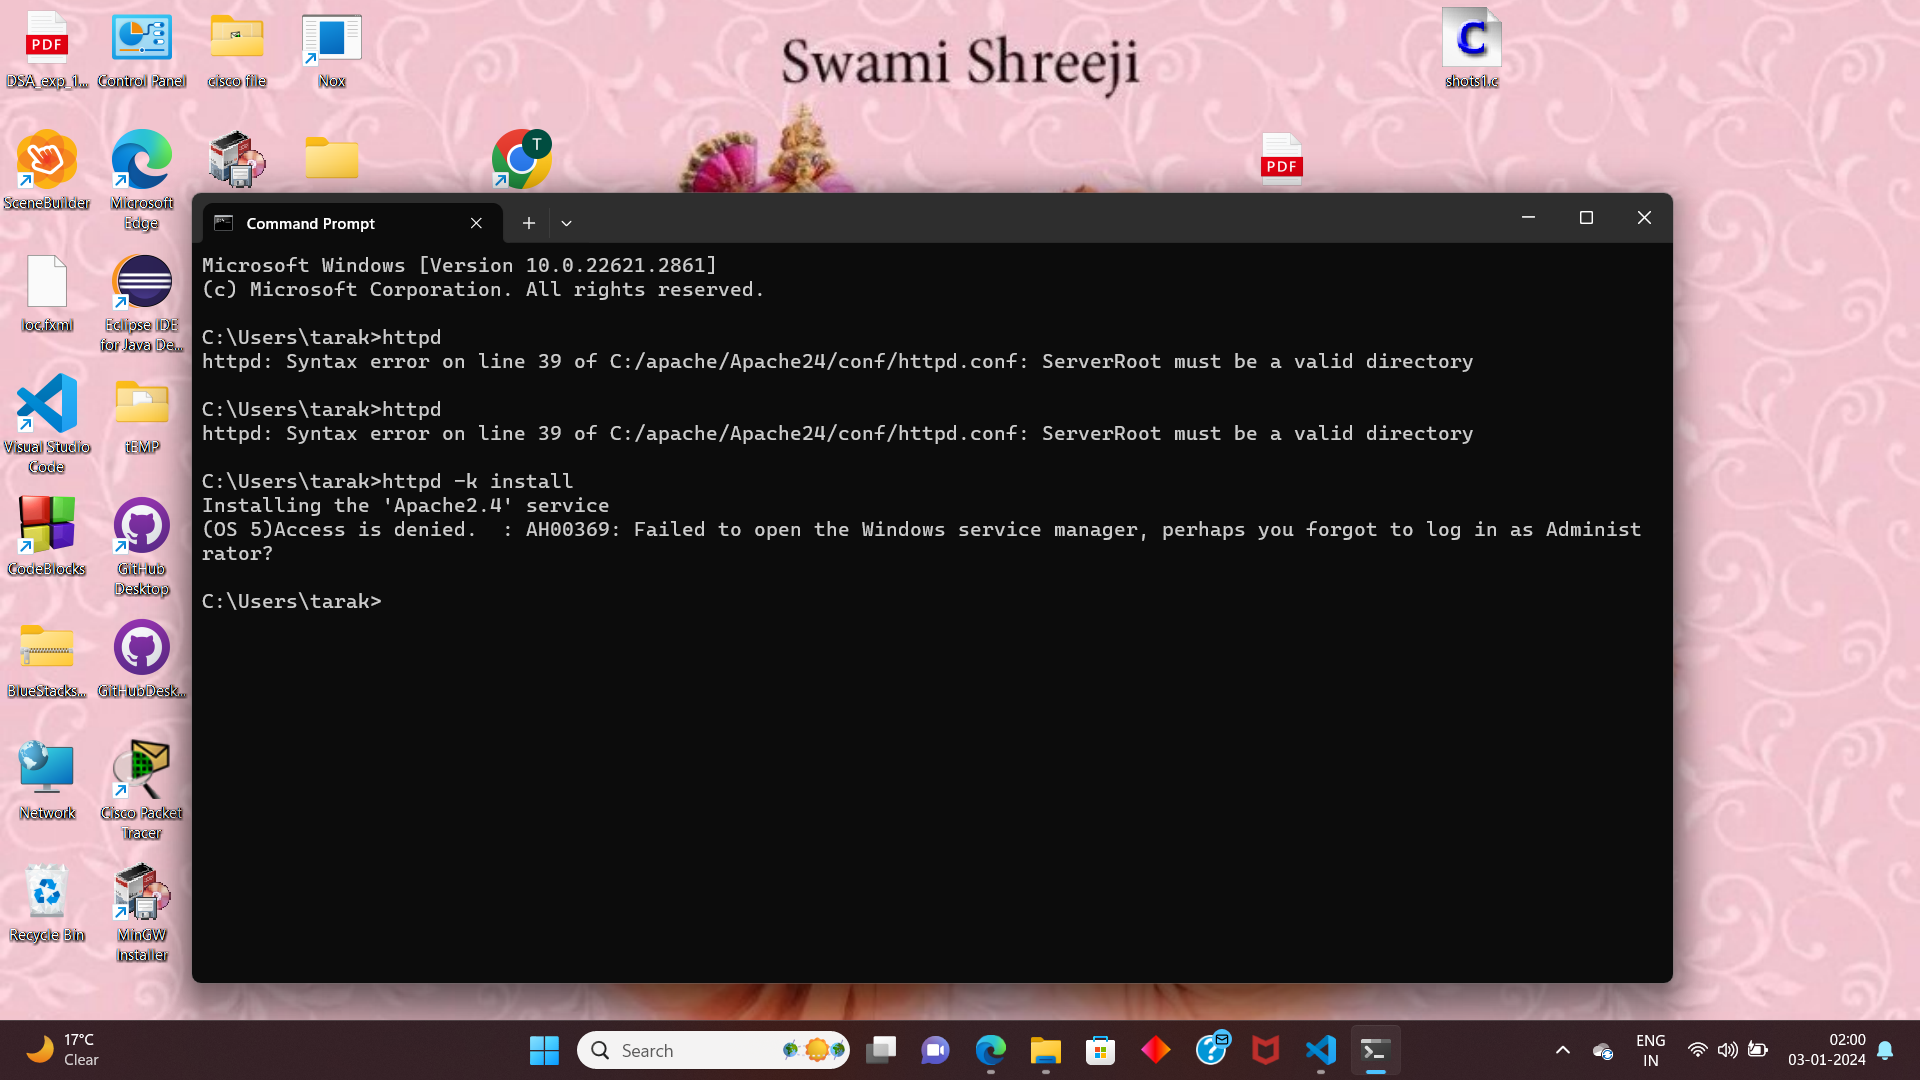 Swami Shreeji
DSA_exp_1...
Control Panel
cisco file
Nox
shots1.c
PDF
PDF
T
SceneBuilder
Microsoft
Edge
Command Prompt
Microsoft Windows [Version 10.0.22621.2861]
(c) Microsoft Corporation. All rights reserved.
C:\Users\tarak>httpd
httpd: Syntax error on line 39 of C:/apache/Apache24/conf/httpd.conf: ServerRoot must be a valid directory
C:\Users\tarak>httpd
httpd: Syntax error on line 39 of C:/apache/Apache24/conf/httpd.conf: ServerRoot must be a valid directory
C:\Users\tarak>httpd -k install
Installing the 'Apache2.4' service
(OS 5)Access is denied.  : AH00369: Failed to open the Windows service manager, perhaps you forgot to log in as Administ
rator?
C:\Users\tarak>
loc.fxml
Eclipse IDE
for Java De...
Visual Studio
Code
tEMP
CodeBlocks
GitHub
Desktop
BlueStacks...
GitHubDesk...
Network
Cisco Packet
Tracer
Recycle Bin
MinGW
Installer
17°C
Clear
Search
ENG
IN
02:00
03-01-2024